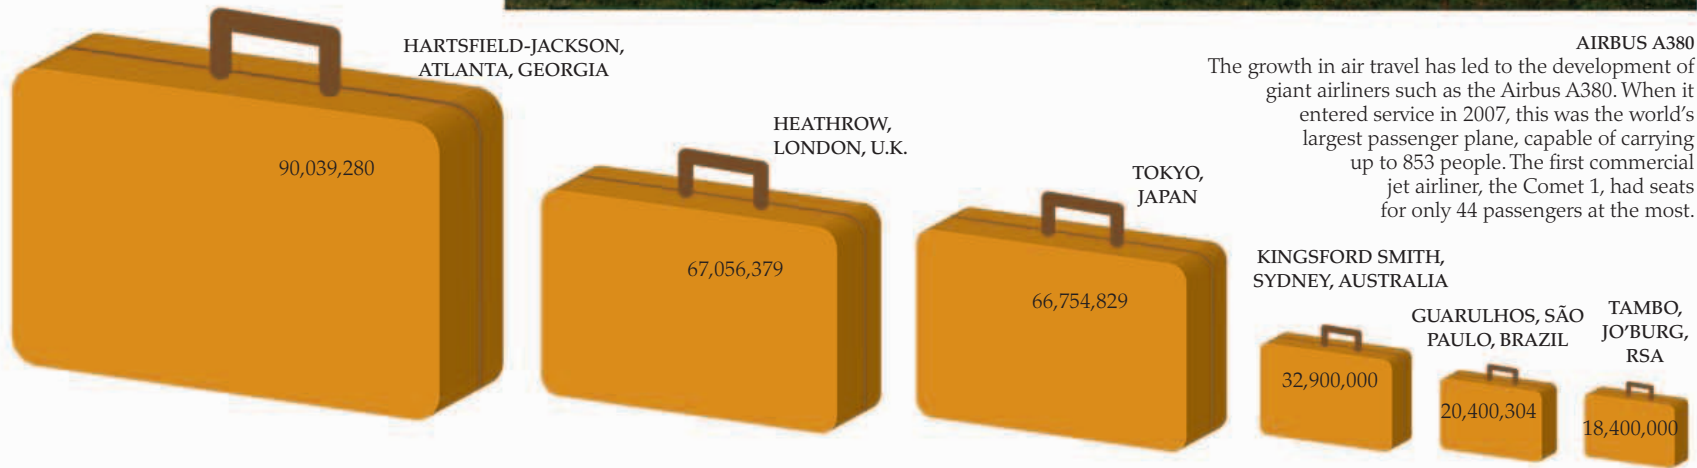 HARTSFIELD-JACKSON,
ATLANTA, GEORGIA
90,039,280
HEATHROW,
LONDON, U.K.
67,056,379
TOKYO,
JAPAN
66,754,829
AIRBUS A380
The growth in air travel has led to the development of
giant airliners such as the Airbus A380. When it
entered service in 2007, this was the world's
largest passenger plane, capable of carrying
up to 853 people. The first commercial
jet airliner, the Comet 1, had seats
for only 44 passengers at the most.
KINGSFORD SMITH,
SYDNEY, AUSTRALIA
32,900,000
GUARULHOS, SÃO
PAULO, BRAZIL
20,400,304
TAMBO,
JO'BURG,
RSA
18,400,000